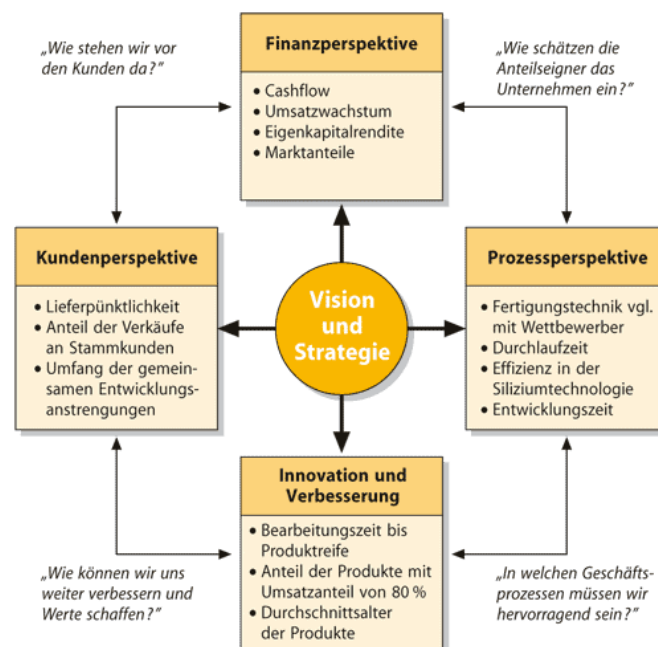 „Wie stehen wir vor
den Kunden da?”
Finanzperspektive
• Cashflow
• Umsatzwachstum
• Eigenkapitalrendite
• Marktanteile
„Wie schätzen die
Anteilseigner das
Unternehmen ein?”
Kundenperspektive
• Lieferpünktlichkeit
• Anteil der Verkäufe
an Stammkunden
• Umfang der gemein-
samen Entwicklungs-
anstrengungen
Vision
und
Strategie
Prozessperspektive
• Fertigungstechnik vgl.
mit Wettbewerber
• Durchlaufzeit
• Effizienz in der
Siliziumtechnologie
• Entwicklungszeit
„Wie können wir uns
weiter verbessern und
Werte schaffen?”
Innovation und
Verbesserung
• Bearbeitungszeit bis
Produktreife
• Anteil der Produkte mit
Umsatzanteil von 80 %
• Durchschnittsalter
der Produkte
„In welchen Geschäfts-
prozessen müssen wir
hervorragend sein?”